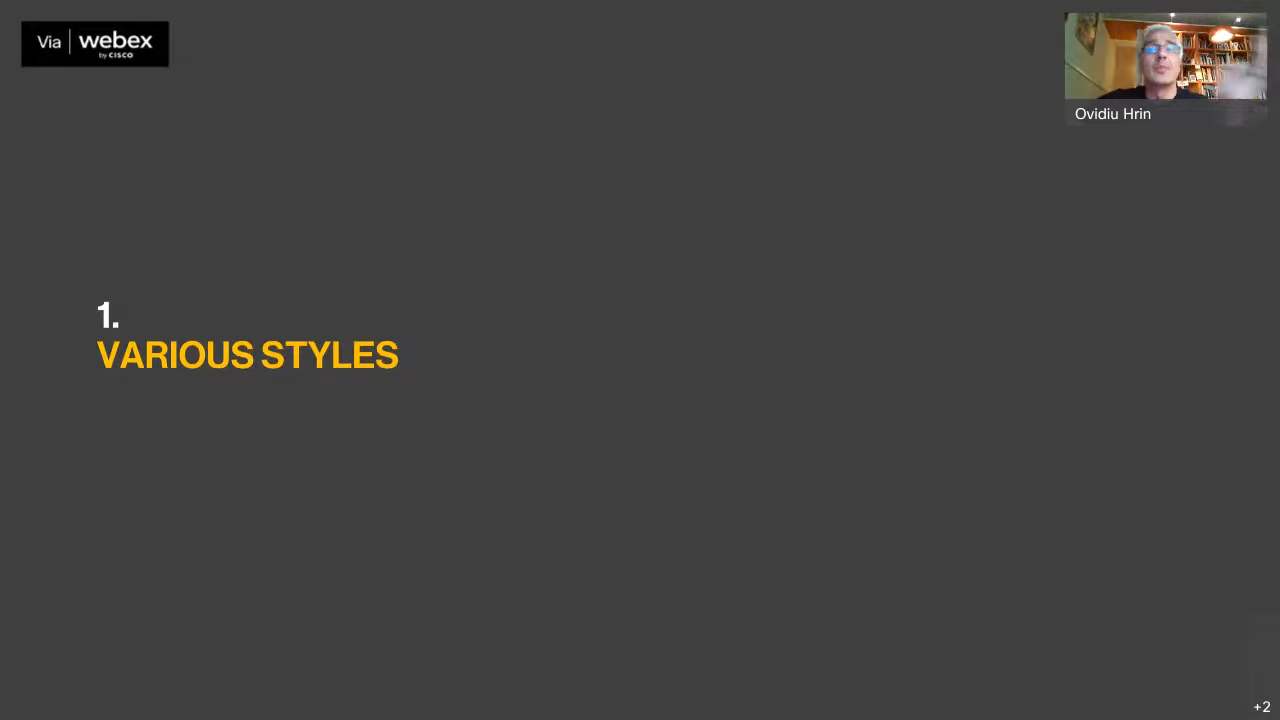 Via | webex
by CISCO
Ovidiu Hrin
1.
VARIOUS STYLES
+2